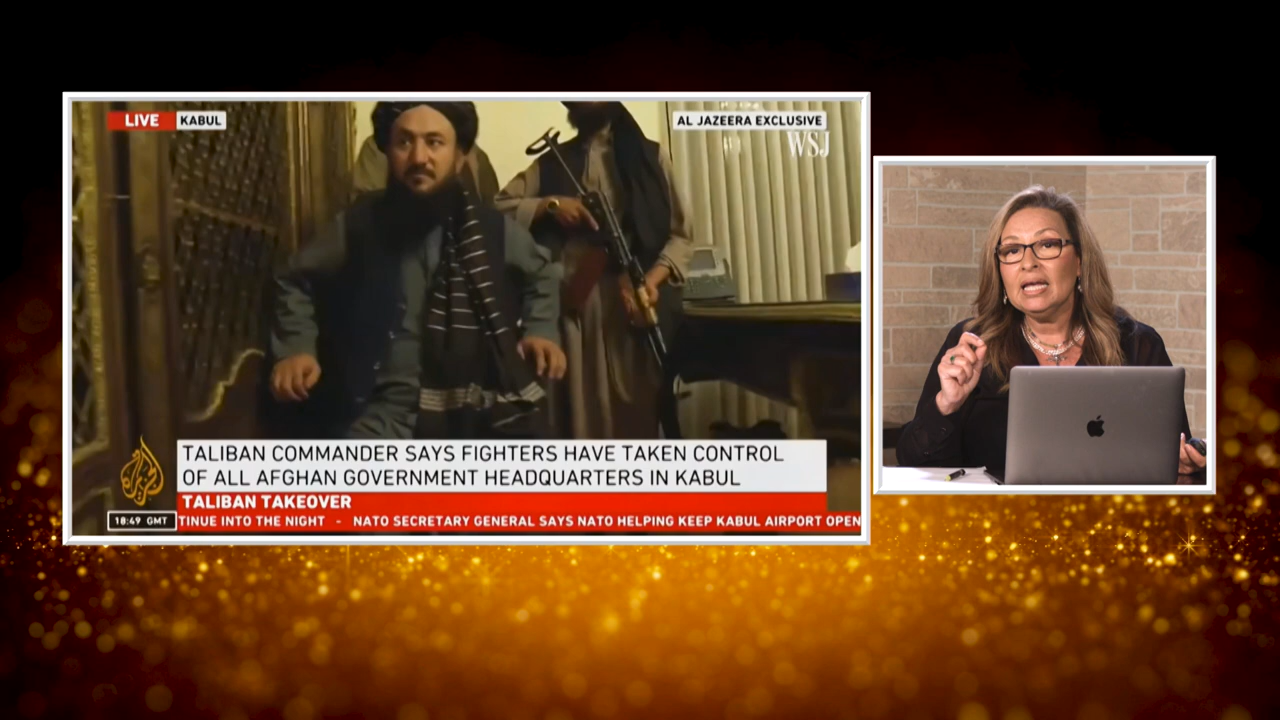 LIVE KABUL
AL JAZEERA EXCLUSIVE
WSJ
TALIBAN COMMANDER SAYS FIGHTERS HAVE TAKEN CONTROL
OF ALL AFGHAN GOVERNMENT HEADQUARTERS IN KABUL
TALIBAN TAKEOVER
18:49 GMT
TINUE INTO THE NIGHT - NATO SECRETARY GENERAL SAYS NATO HELPING KEEP KABUL AIRPORT OPEN
الجزيرة